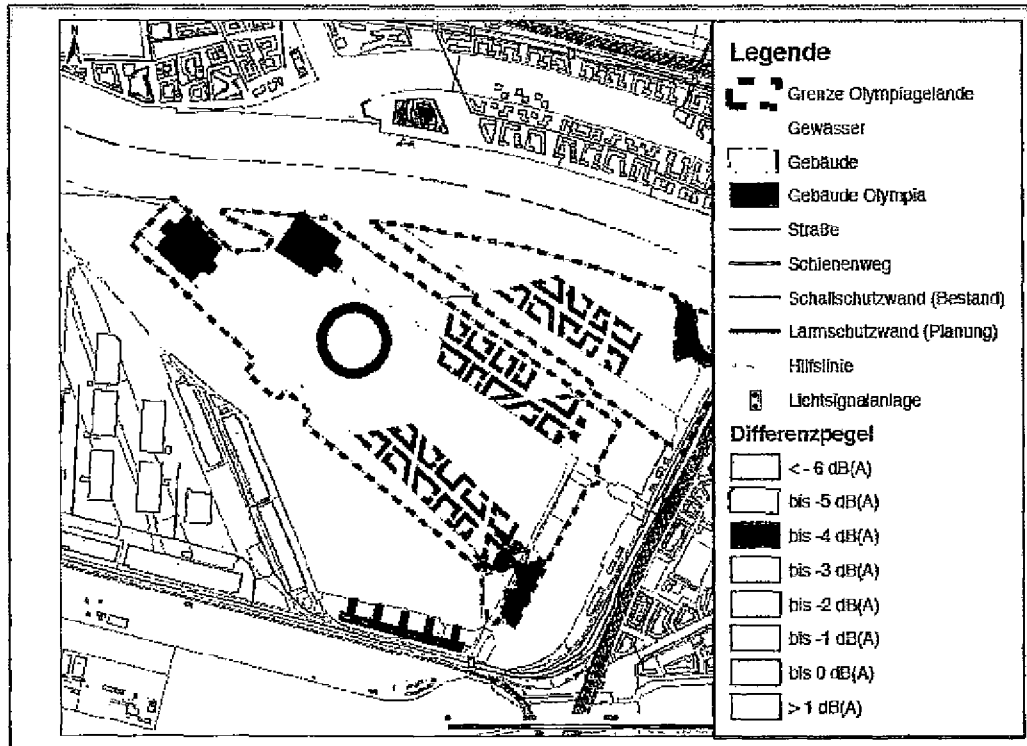 N
Legende
Grenze Olympiagelände
Gewässer
Gebäude
Gebäude Olympia
Straße
Schienenweg
Schallschutzwand (Bestand)
Lärmschutzwand (Planung)
Hilfslinie
Lichtsignalanlage
Differenzpegel
< - 6 dB(A)
bis -5 dB(A)
bis -4 dB(A)
bis -3 dB(A)
bis -2 dB(A)
bis -1 dB(A)
bis 0 dB(A)
> 1 dB(A)